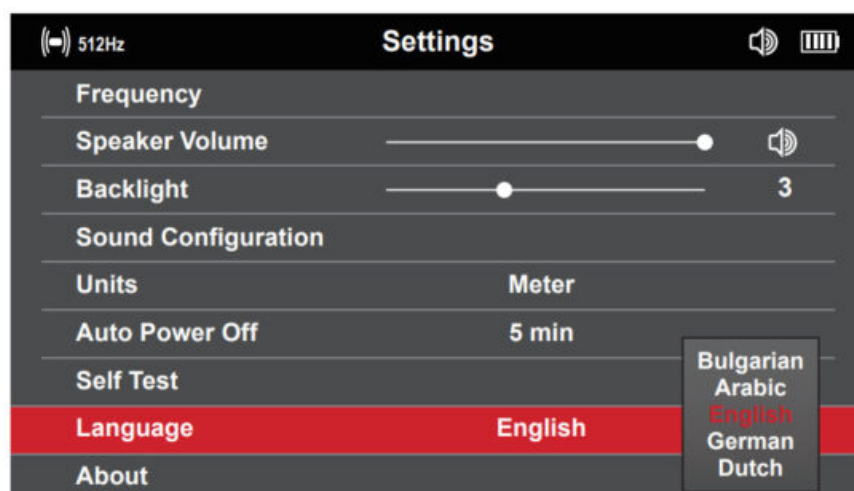 512Hz Settings
Frequency
Speaker Volume
Backlight 3
Sound Configuration
Units Meter
Auto Power Off 5 min
Self Test
Language English
About
Bulgarian
Arabic
English
German
Dutch